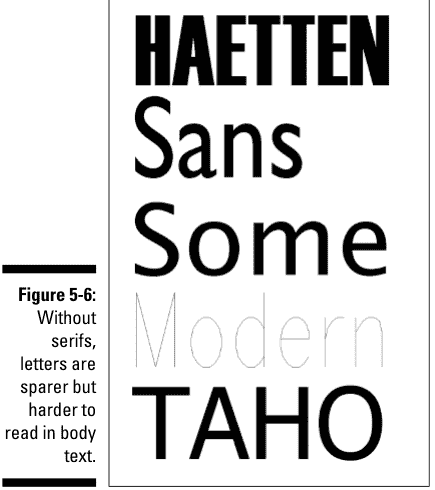 HAETTEN
Sans
Some
Modern
TAHO
Figure 5-6:
Without
serifs,
letters are
sparer but
harder to
read in body
text.